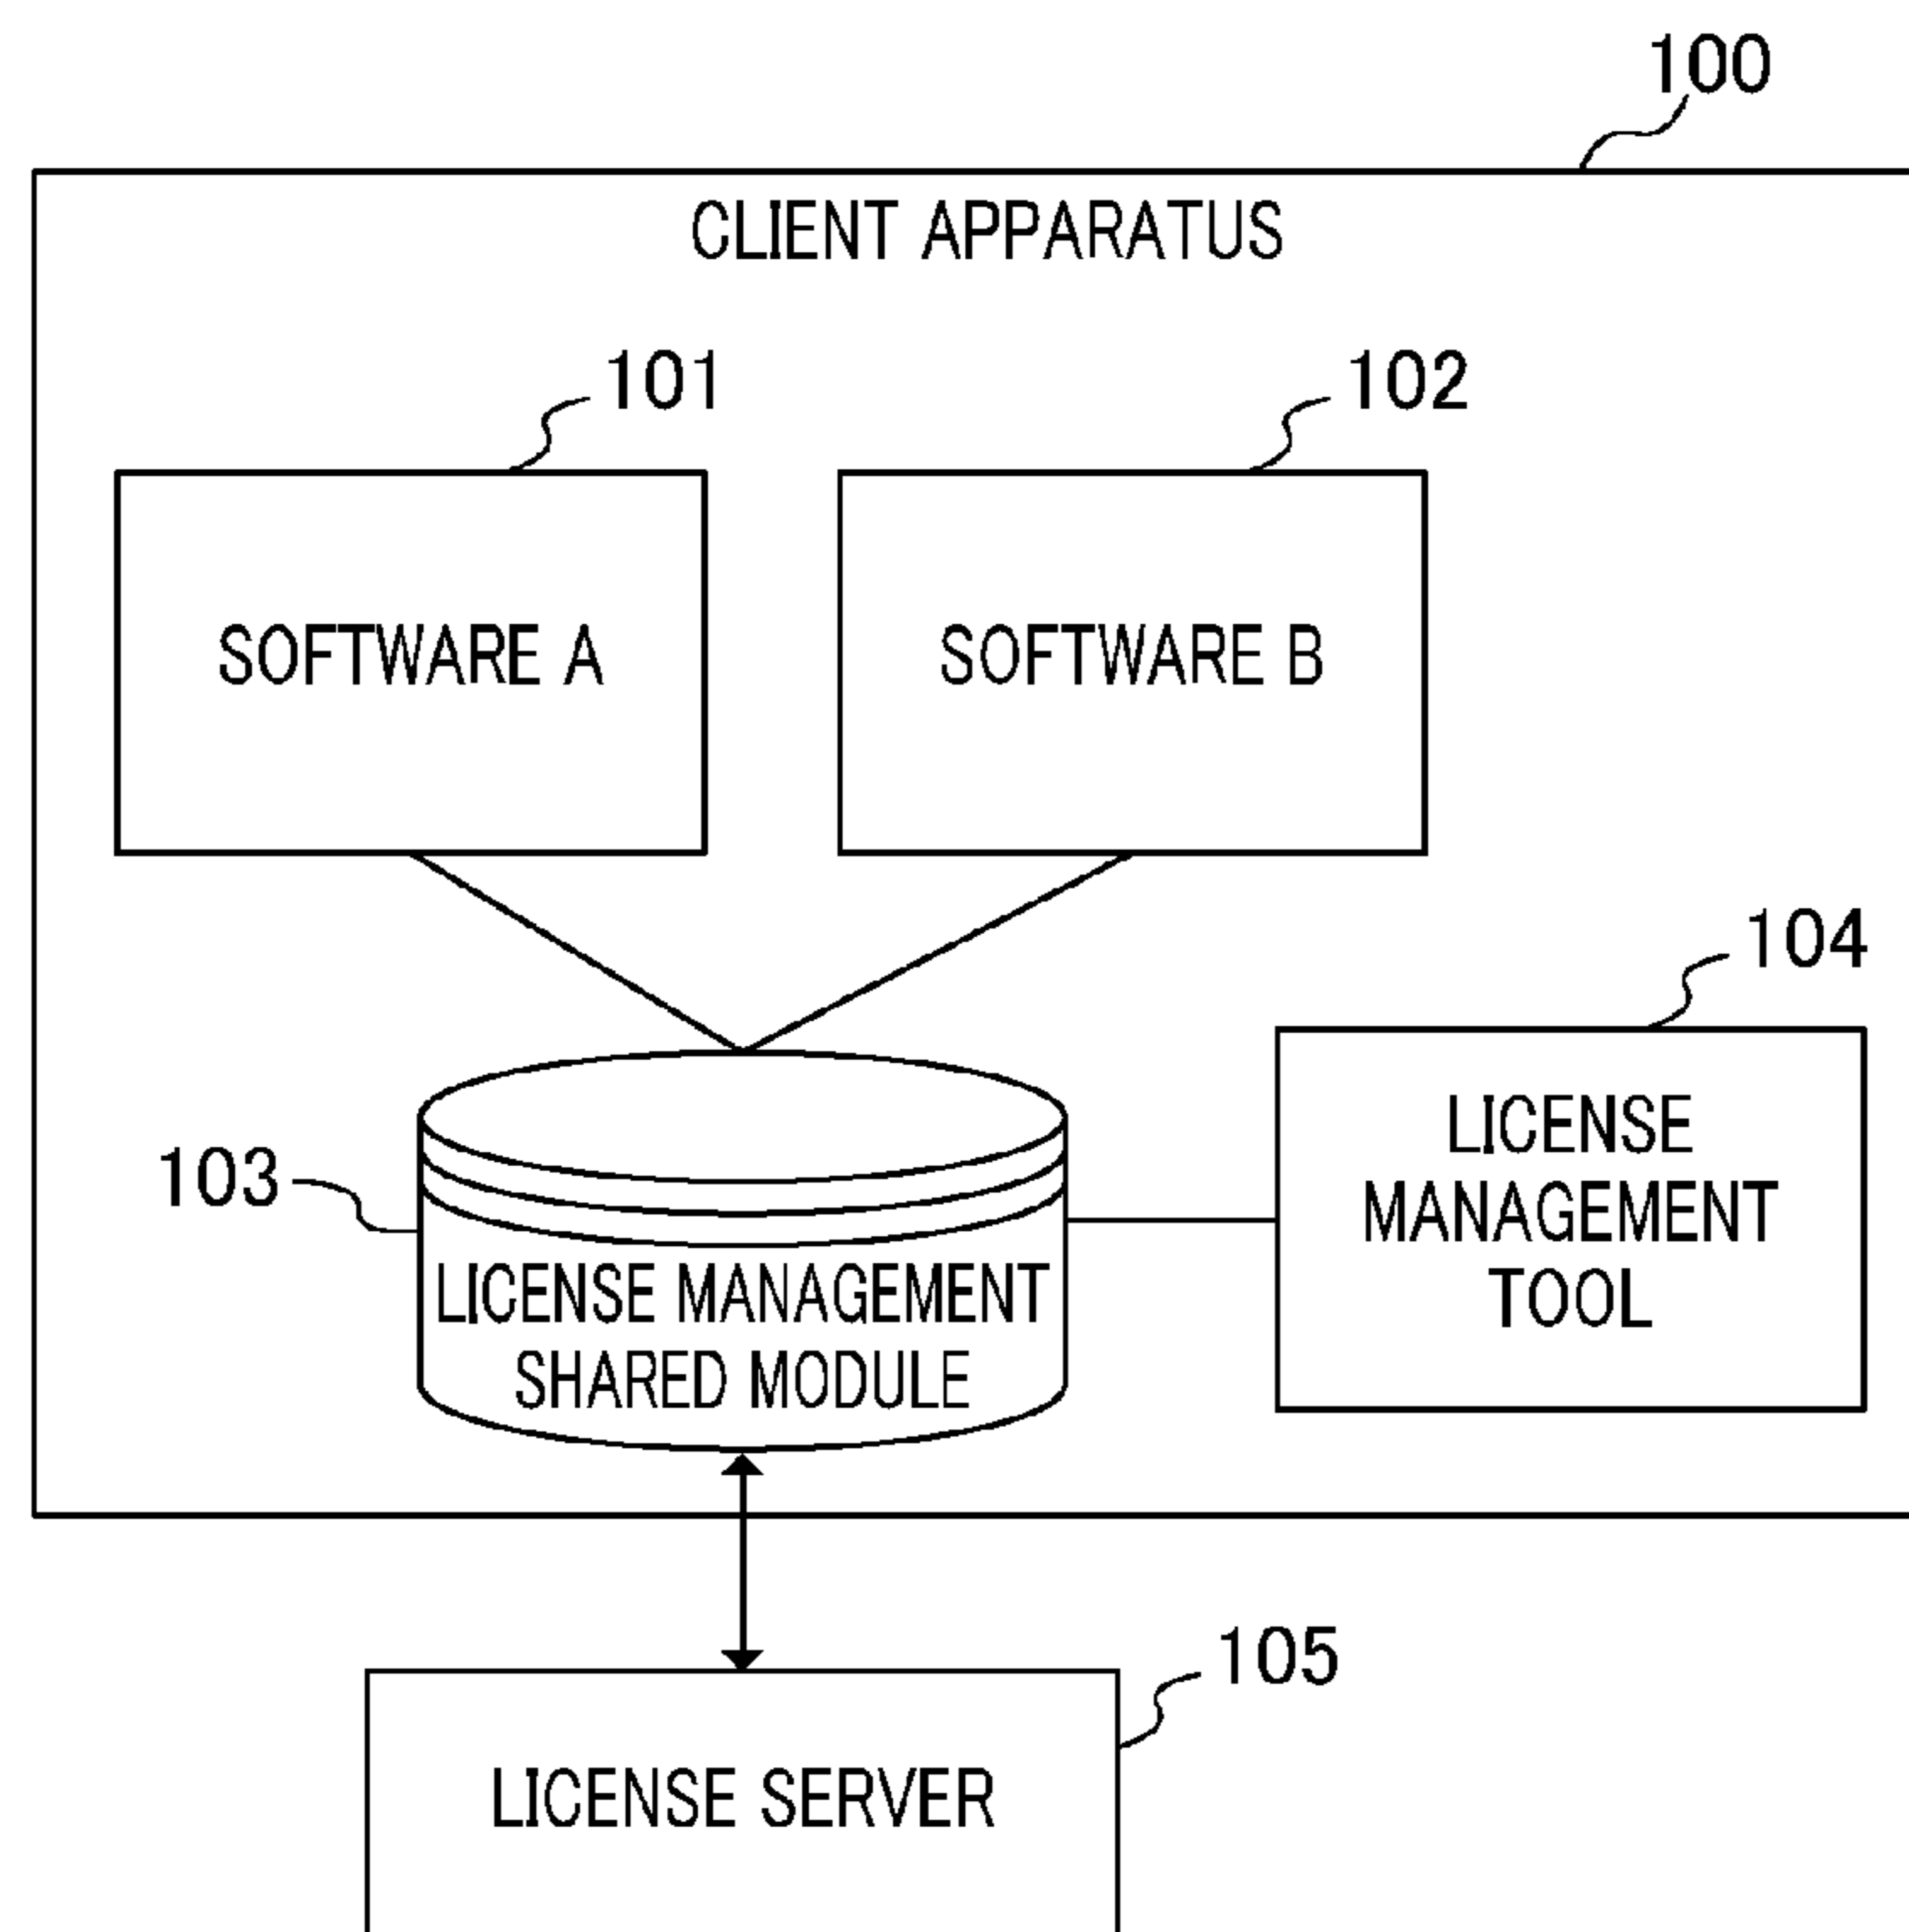 100
CLIENT APPARATUS
101
102
SOFTWARE A
SOFTWARE B
104
LICENSE
MANAGEMENT
TOOL
103
LICENSE MANAGEMENT
SHARED MODULE
105
LICENSE SERVER